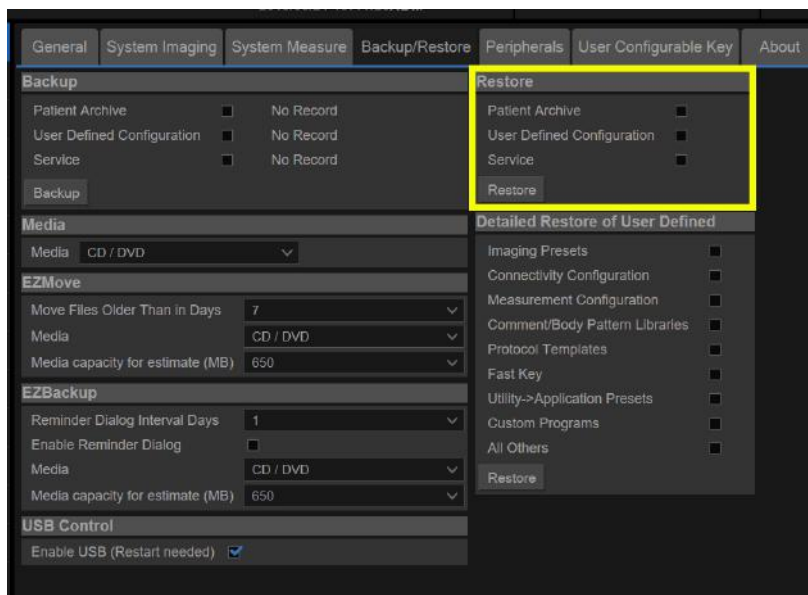 General System Imaging System Measure Backup/Restore Peripherals User Configurable Key About
Backup
Patient Archive No Record
User Defined Configuration No Record
Service No Record
Backup
Media
Media CD / DVD
EZMove
Move Files Older Than in Days 7
Media CD / DVD
Media capacity for estimate (MB) 650
EZBackup
Reminder Dialog Interval Days 1
Enable Reminder Dialog
Media CD / DVD
Media capacity for estimate (MB) 650
USB Control
Enable USB (Restart needed)
Restore
Patient Archive
User Defined Configuration
Service
Restore
Detailed Restore of User Defined
Imaging Presets
Connectivity Configuration
Measurement Configuration
Comment/Body Pattern Libraries
Protocol Templates
Fast Key
Utility->Application Presets
Custom Programs
All Others
Restore